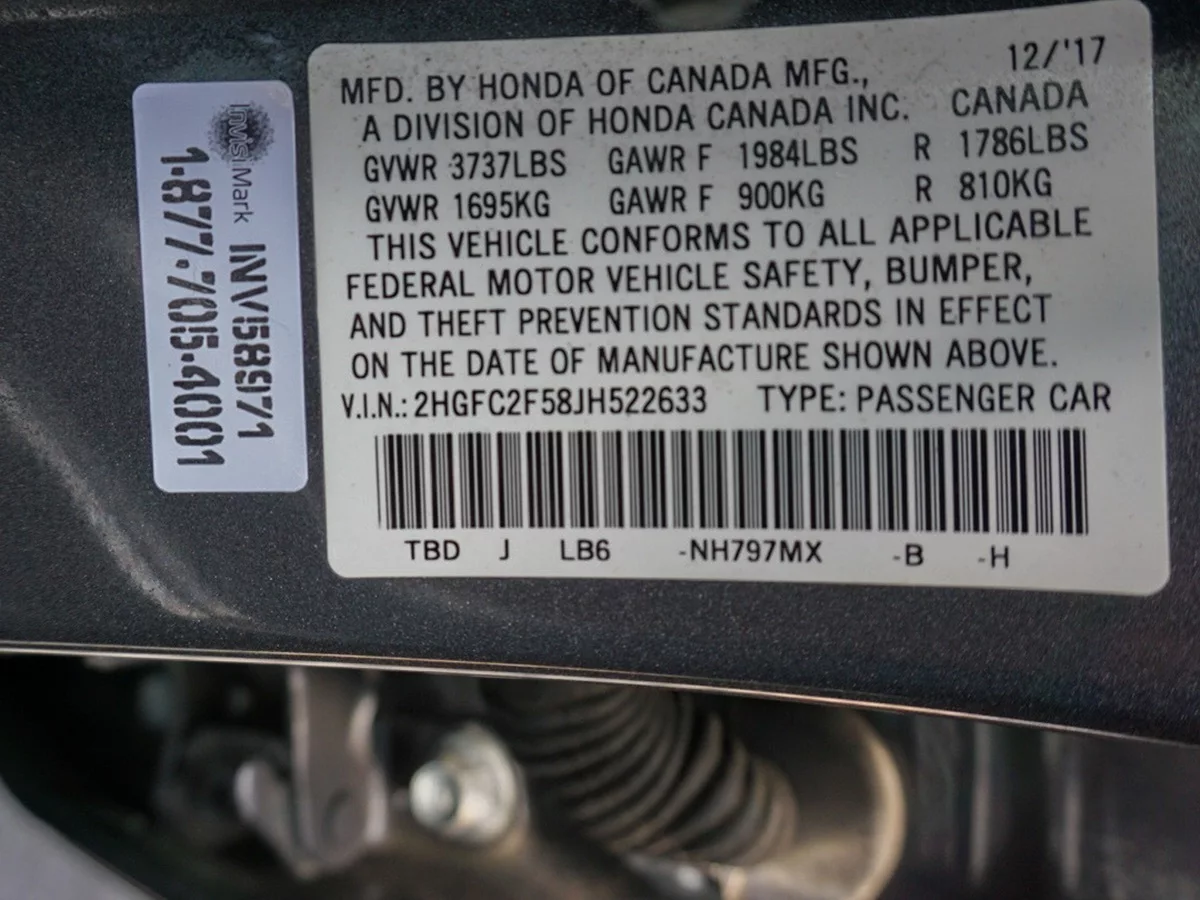 InvisiMark INV158971
1-877-705-4001
12/'17
MFD. BY HONDA OF CANADA MFG.,
A DIVISION OF HONDA CANADA INC. CANADA
GVWR 3737LBS GAWR F 1984LBS R 1786LBS
GVWR 1695KG GAWR F 900KG R 810KG
THIS VEHICLE CONFORMS TO ALL APPLICABLE
FEDERAL MOTOR VEHICLE SAFETY, BUMPER,
AND THEFT PREVENTION STANDARDS IN EFFECT
ON THE DATE OF MANUFACTURE SHOWN ABOVE.
V.I.N.: 2HGFC2F58JH522633 TYPE: PASSENGER CAR
TBD J LB6 -NH797MX -B -H